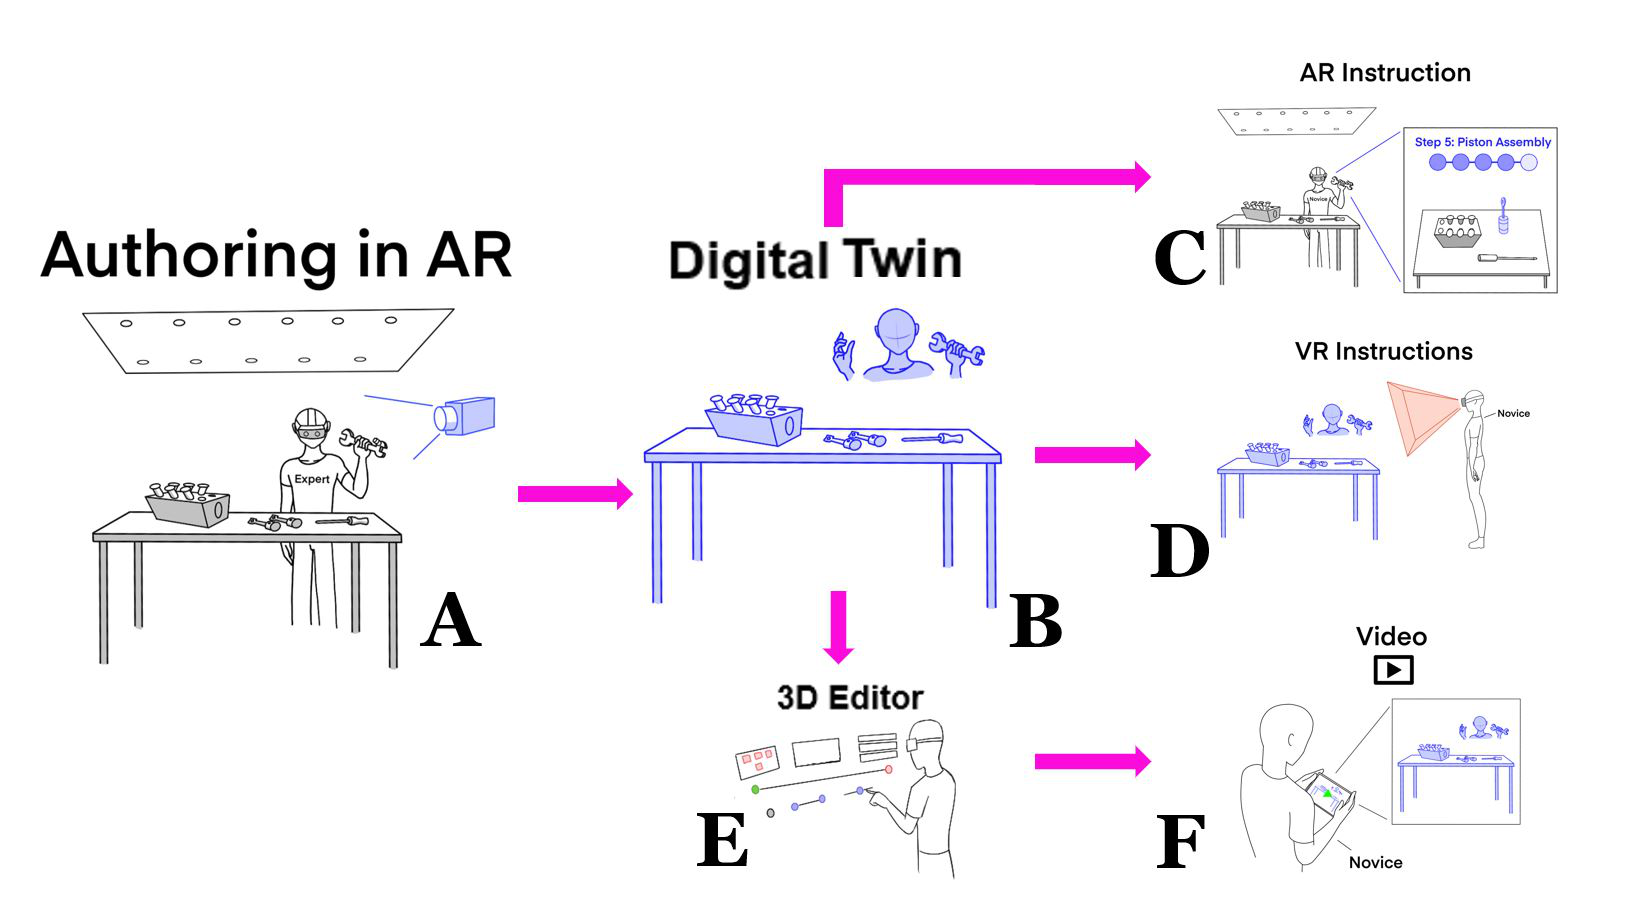 AR Instruction
Step 5: Piston Assembly
Novice
C
Authoring in AR
Expert
A
Digital Twin
B
VR Instructions
Novice
D
3D Editor
E
Video
Novice
F